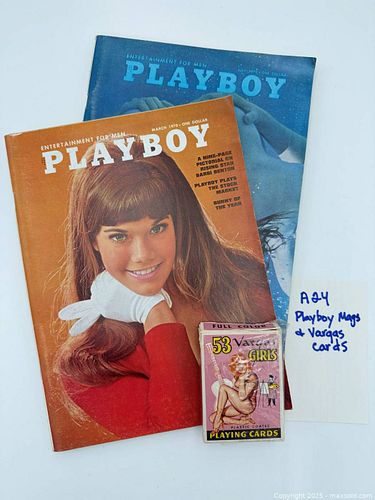 ENTERTAINMENT FOR MEN
PLAYBOY
ENTERTAINMENT FOR MEN
MARCH 1970 • ONE DOLLAR
PLAYBOY
A NINE-PAGE
PICTORIAL ON
RISING STAR
BARBI BENTON
PLAYBOY PLAYS
THE STOCK
MARKET
BUNNY OF
THE YEAR
A24
Playboy Mags
& Vargas
Cards
FULL COLOR
53 Vargas
GIRLS
PLASTIC COATED
PLAYING CARDS
Copyright 2025 - maxsold.com